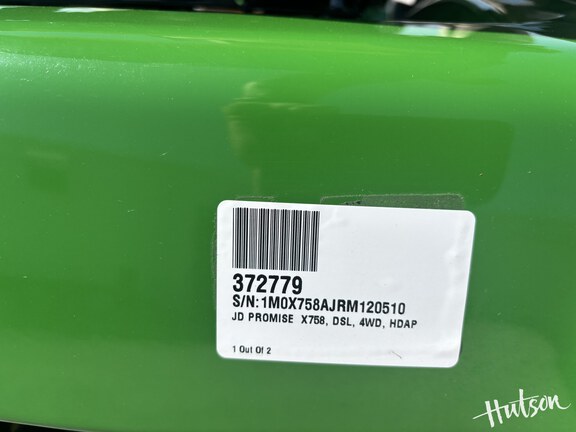 372779
S/N:1M0X758AJRM120510
JD PROMISE X758, DSL, 4WD, HDAP
1 Out Of 2
Hutson